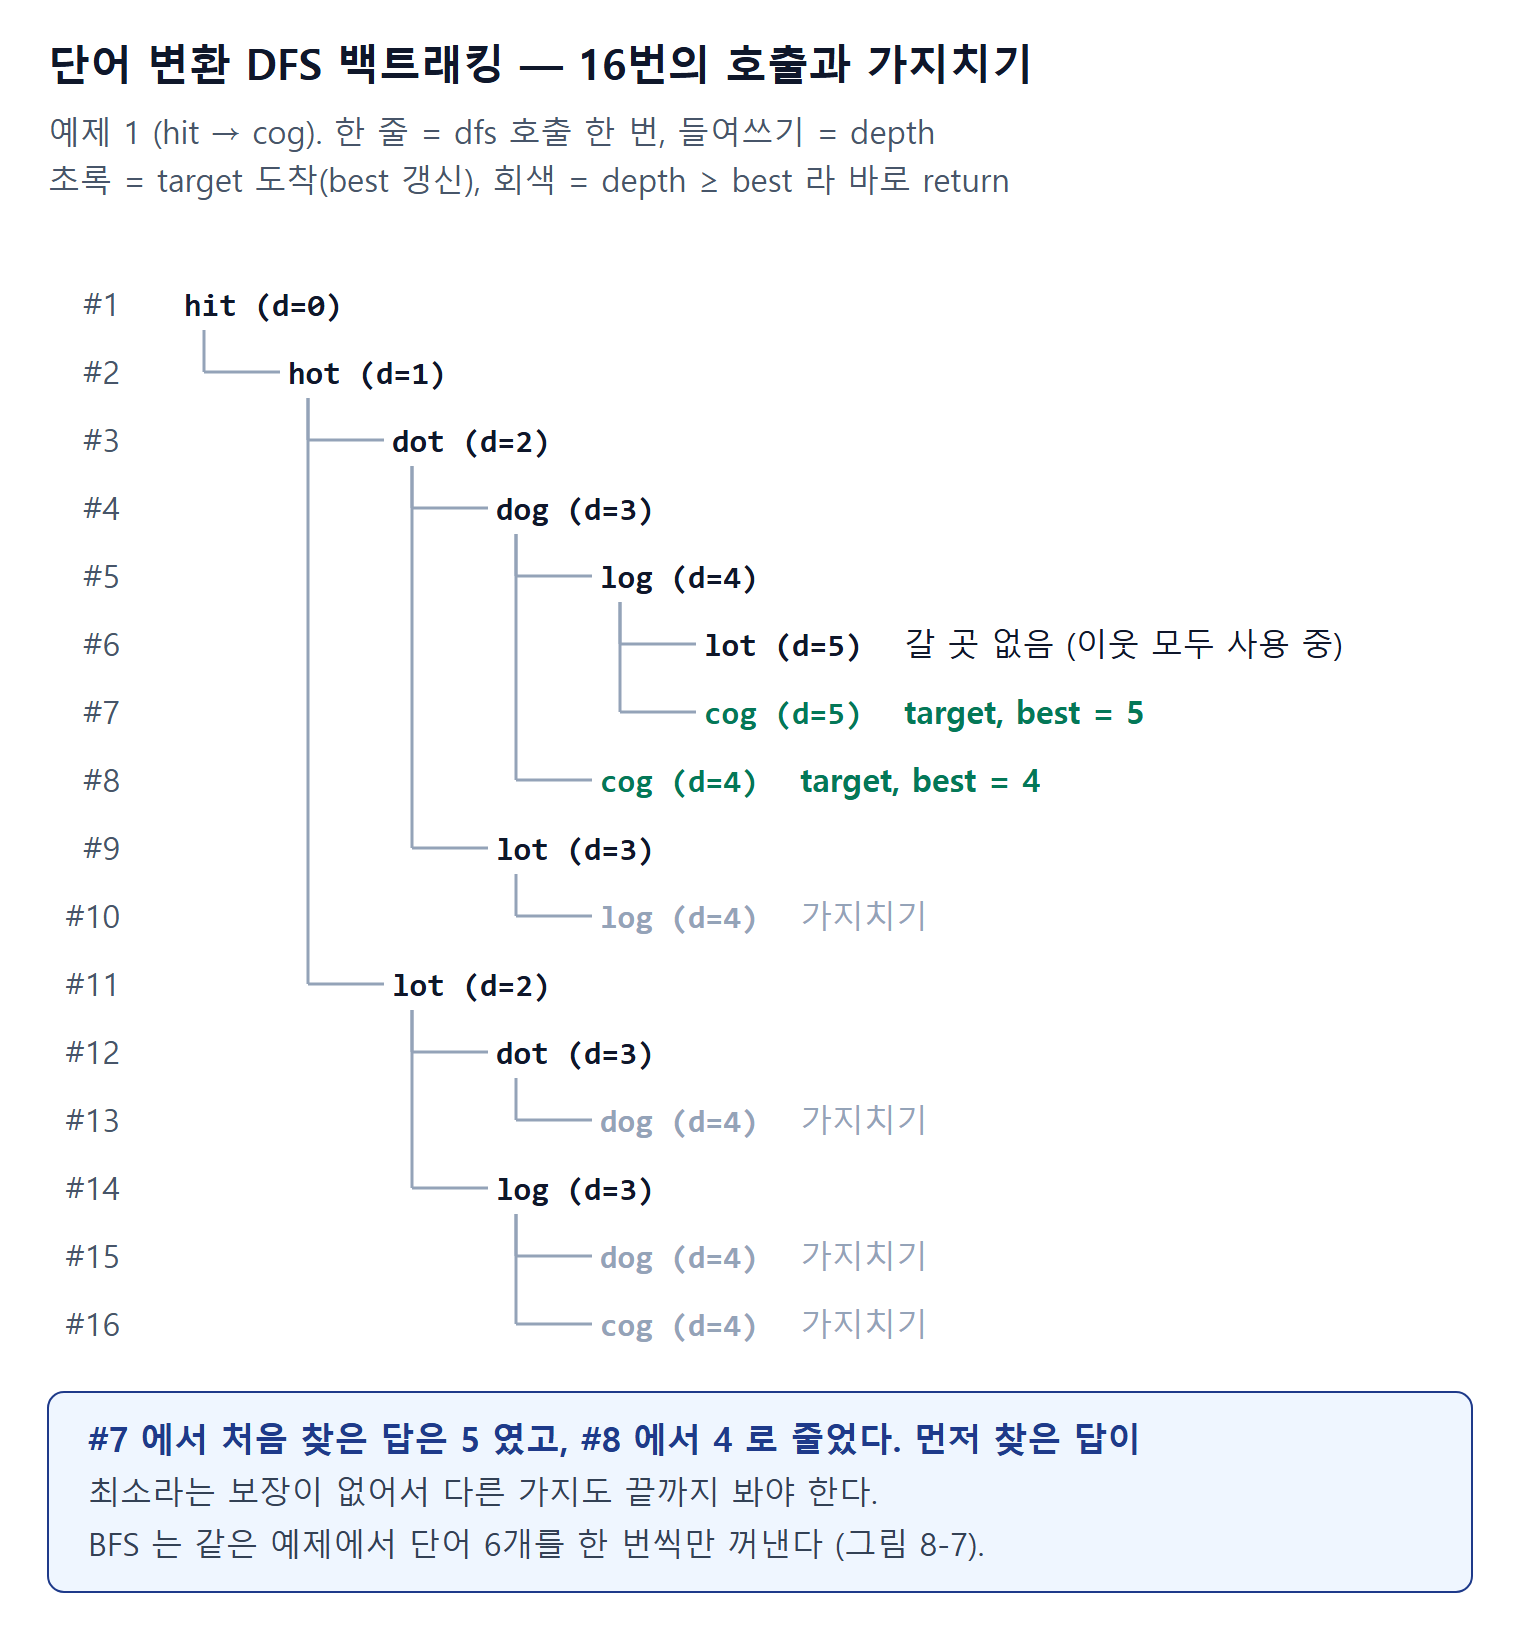 단어 변환 DFS 백트래킹 — 16번의 호출과 가지치기
예제 1 (hit → cog). 한 줄 = dfs 호출 한 번, 들여쓰기 = depth
초록 = target 도착(best 갱신), 회색 = depth ≥ best 라 바로 return
#1 hit (d=0)
#2 hot (d=1)
#3 dot (d=2)
#4 dog (d=3)
#5 log (d=4)
#6 lot (d=5) 갈 곳 없음 (이웃 모두 사용 중)
#7 cog (d=5) target, best = 5
#8 cog (d=4) target, best = 4
#9 lot (d=3)
#10 log (d=4) 가지치기
#11 lot (d=2)
#12 dot (d=3)
#13 dog (d=4) 가지치기
#14 log (d=3)
#15 dog (d=4) 가지치기
#16 cog (d=4) 가지치기
#7 에서 처음 찾은 답은 5 였고, #8 에서 4 로 줄었다. 먼저 찾은 답이
최소라는 보장이 없어서 다른 가지도 끝까지 봐야 한다.
BFS 는 같은 예제에서 단어 6개를 한 번씩만 꺼낸다 (그림 8-7).